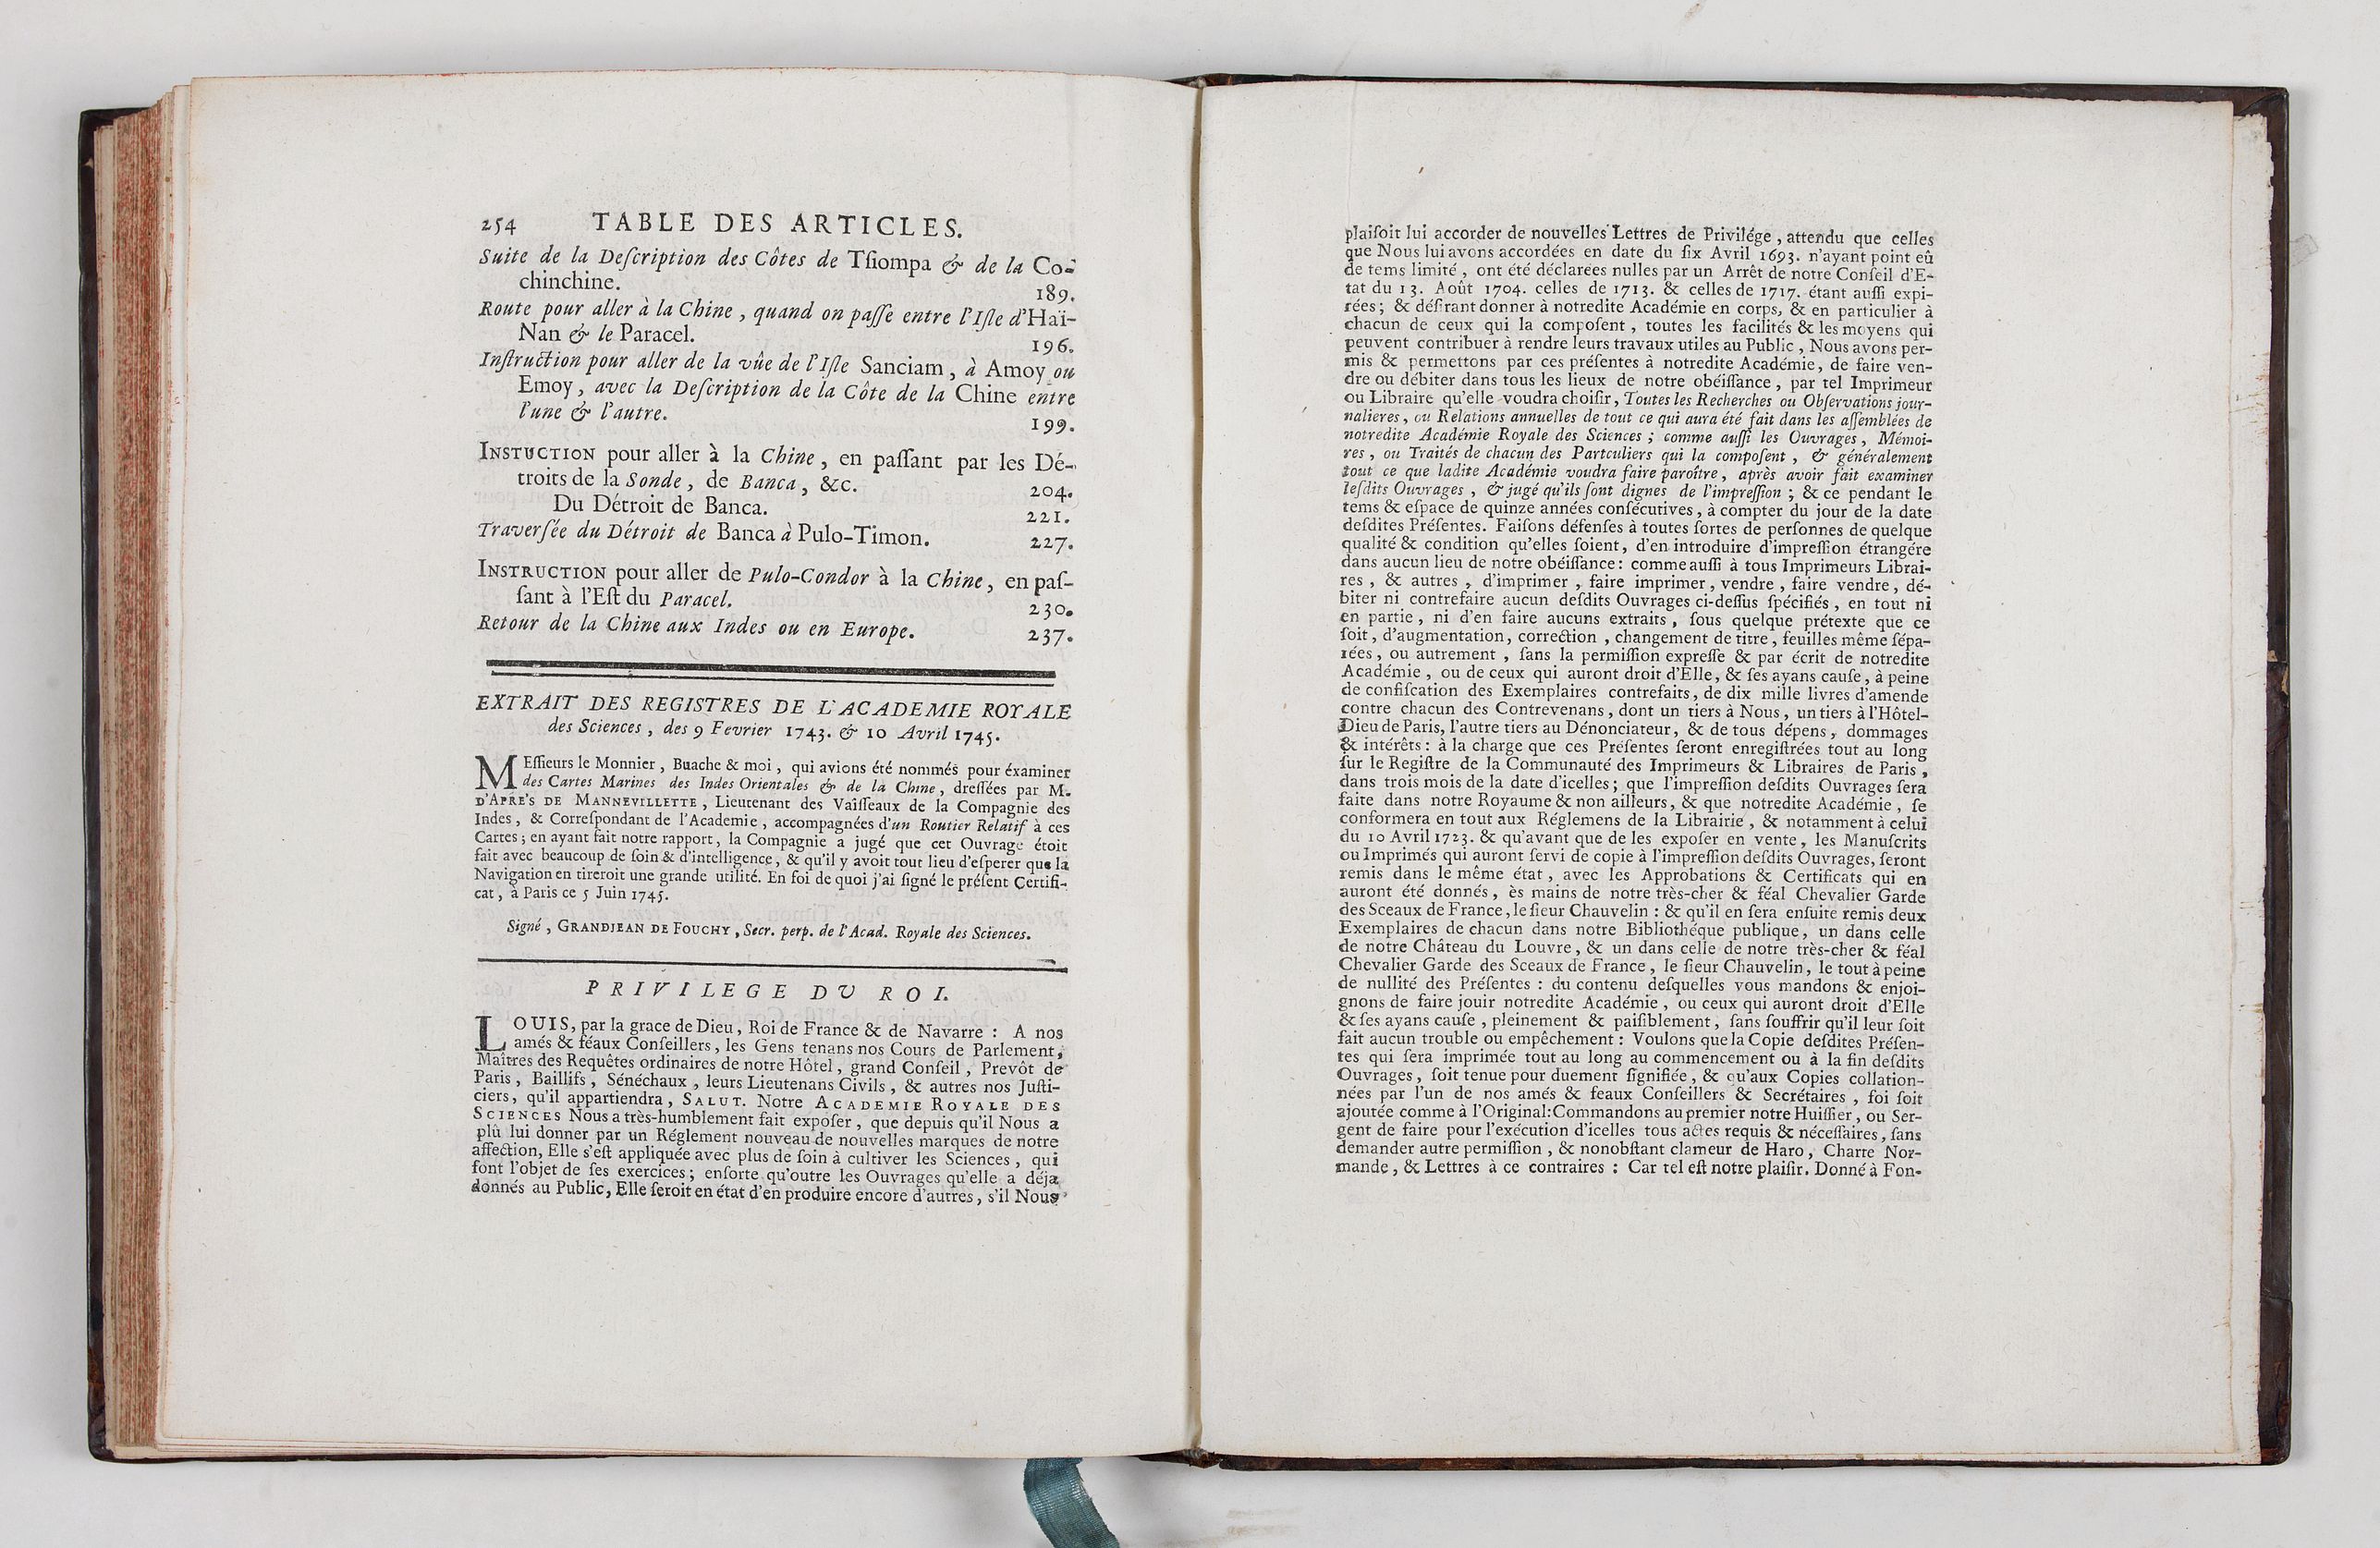 254 TABLE DES ARTICLES.
Suite de la Deſcription des Côtes de Tſiompa & de la Co-
chinchine. 189.
Route pour aller à la Chine, quand on paſſe entre l'Iſle d'Haï-
Nan & le Paracel. 196.
Inſtruction pour aller de la vûe de l'Iſle Sanciam, à Amoy ou
Emoy, avec la Deſcription de la Côte de la Chine entre
l'une & l'autre. 199.
INSTUCTION pour aller à la Chine, en paſſant par les Dé-
troits de la Sonde, de Banca, &c. 204.
Du Détroit de Banca. 221.
Traverſée du Détroit de Banca à Pulo-Timon. 227.
INSTRUCTION pour aller de Pulo-Condor à la Chine, en paſ-
ſant à l'Eſt du Paracel. 230.
Retour de la Chine aux Indes ou en Europe. 237.
EXTRAIT DES REGISTRES DE L'ACADEMIE ROYALE
des Sciences, des 9 Fevrier 1743. & 10 Avril 1745.
MEſſieurs le Monnier, Buache & moi, qui avions été nommés pour éxaminer
des Cartes Marines des Indes Orientales & de la Chine, dreſſées par M.
D'APRE'S DE MANNEVILLETTE, Lieutenant des Vaiſſeaux de la Compagnie des
Indes, & Correſpondant de l'Academie, accompagnées d'un Routier Relatif à ces
Cartes; en ayant fait notre rapport, la Compagnie a jugé que cet Ouvrage étoit
fait avec beaucoup de ſoin & d'intelligence, & qu'il y avoit tout lieu d'eſperer que la
Navigation en tireroit une grande utilité. En foi de quoi j'ai ſigné le préſent Certifi-
cat, à Paris ce 5 Juin 1745.
Signé, GRANDJEAN DE FOUCHY, Secr. perp. de l'Acad. Royale des Sciences.
PRIVILEGE DU ROI.
LOUIS, par la grace de Dieu, Roi de France & de Navarre : A nos
amés & féaux Conſeillers, les Gens tenans nos Cours de Parlement,
Maîtres des Requêtes ordinaires de notre Hôtel, grand Conſeil, Prevôt de
Paris, Baillifs, Sénéchaux, leurs Lieutenans Civils, & autres nos Juſti-
ciers, qu'il appartiendra, SALUT. Notre ACADEMIE ROYALE DES
SCIENCES Nous a très-humblement fait expoſer, que depuis qu'il Nous a
plû lui donner par un Réglement nouveau de nouvelles marques de notre
affection, Elle s'eſt appliquée avec plus de ſoin à cultiver les Sciences, qui
font l'objet de ſes exercices; enſorte qu'outre les Ouvrages qu'elle a déja
donnés au Public, Elle ſeroit en état d'en produire encore d'autres, s'il Nous
plaiſoit lui accorder de nouvelles Lettres de Privilége, attendu que celles
que Nous lui avons accordées en date du ſix Avril 1693. n'ayant point eû
de tems limité, ont été déclarées nulles par un Arrêt de notre Conſeil d'E-
tat du 13. Août 1704. celles de 1713. & celles de 1717. étant auſſi expi-
rées; & déſirant donner à notredite Académie en corps, & en particulier à
chacun de ceux qui la compoſent, toutes les facilités & les moyens qui
peuvent contribuer à rendre leurs travaux utiles au Public, Nous avons per-
mis & permettons par ces préſentes à notredite Académie, de faire ven-
dre ou débiter dans tous les lieux de notre obéiſſance, par tel Imprimeur
ou Libraire qu'elle voudra choiſir, Toutes les Recherches ou Obſervations jour-
nalieres, ou Relations annuelles de tout ce qui aura été fait dans les aſſemblées de
notredite Académie Royale des Sciences; comme auſſi les Ouvrages, Mémoi-
res, ou Traités de chacun des Partculiers qui la compoſent, & généralement
tout ce que ladite Académie voudra faire paroître, après avoir fait examiner
leſdits Ouvrages, & jugé qu'ils ſont dignes de l'impreſſion; & ce pendant le
tems & eſpace de quinze années conſécutives, à compter du jour de la date
deſdites Préſentes. Faiſons défenſes à toutes ſortes de perſonnes de quelque
qualité & condition qu'elles ſoient, d'en introduire d'impreſſion étrangére
dans aucun lieu de notre obéiſſance: comme auſſi à tous Imprimeurs Librai-
res, & autres, d'imprimer, faire imprimer, vendre, faire vendre, dé-
biter ni contrefaire aucun deſdits Ouvrages ci-deſſus ſpécifiés, en tout ni
en partie, ni d'en faire aucuns extraits, ſous quelque prétexte que ce
ſoit, d'augmentation, correction, changement de titre, feuilles même ſépa-
rées, ou autrement, ſans la permiſſion expreſſe & par écrit de notredite
Académie, ou de ceux qui auront droit d'Elle, & ſes ayans cauſe, à peine
de confiſcation des Exemplaires contrefaits, de dix mille livres d'amende
contre chacun des Contrevenans, dont un tiers à Nous, un tiers à l'Hôtel-
Dieu de Paris, l'autre tiers au Dénonciateur, & de tous dépens, dommages
& intérêts: à la charge que ces Préſentes ſeront enregiſtrées tout au long
ſur le Regiſtre de la Communauté des Imprimeurs & Libraires de Paris,
dans trois mois de la date d'icelles; que l'impreſſion deſdits Ouvrages ſera
faite dans notre Royaume & non ailleurs, & que notredite Académie, ſe
conformera en tout aux Réglemens de la Librairie, & notamment à celui
du 10 Avril 1723. & qu'avant que de les expoſer en vente, les Manuſcrits
ou Imprimés qui auront ſervi de copie à l'impreſſion deſdits Ouvrages, ſeront
remis dans le même état, avec les Approbations & Certificats qui en
auront été donnés, ès mains de notre très-cher & féal Chevalier Garde
des Sceaux de France, le ſieur Chauvelin : & qu'il en ſera enſuite remis deux
Exemplaires de chacun dans notre Bibliothéque publique, un dans celle
de notre Château du Louvre, & un dans celle de notre très-cher & féal
Chevalier Garde des Sceaux de France, le ſieur Chauvelin, le tout à peine
de nullité des Préſentes : du contenu deſquelles vous mandons & enjoi-
gnons de faire jouir notredite Académie, ou ceux qui auront droit d'Elle
& ſes ayans cauſe, pleinement & paiſiblement, ſans ſouffrir qu'il leur ſoit
fait aucun trouble ou empêchement : Voulons que la Copie deſdites Préſen-
tes qui ſera imprimée tout au long au commencement ou à la fin deſdits
Ouvrages, ſoit tenue pour duement ſignifiée, & qu'aux Copies collation-
nées par l'un de nos amés & feaux Conſeillers & Secrétaires, foi ſoit
ajoutée comme à l'Original: Commandons au premier notre Huiſſier, ou Ser-
gent de faire pour l'exécution d'icelles tous actes requis & néceſſaires, ſans
demander autre permiſſion, & nonobſtant clameur de Haro, Charte Nor-
mande, & Lettres à ce contraires : Car tel eſt notre plaiſir. Donné à Fon-